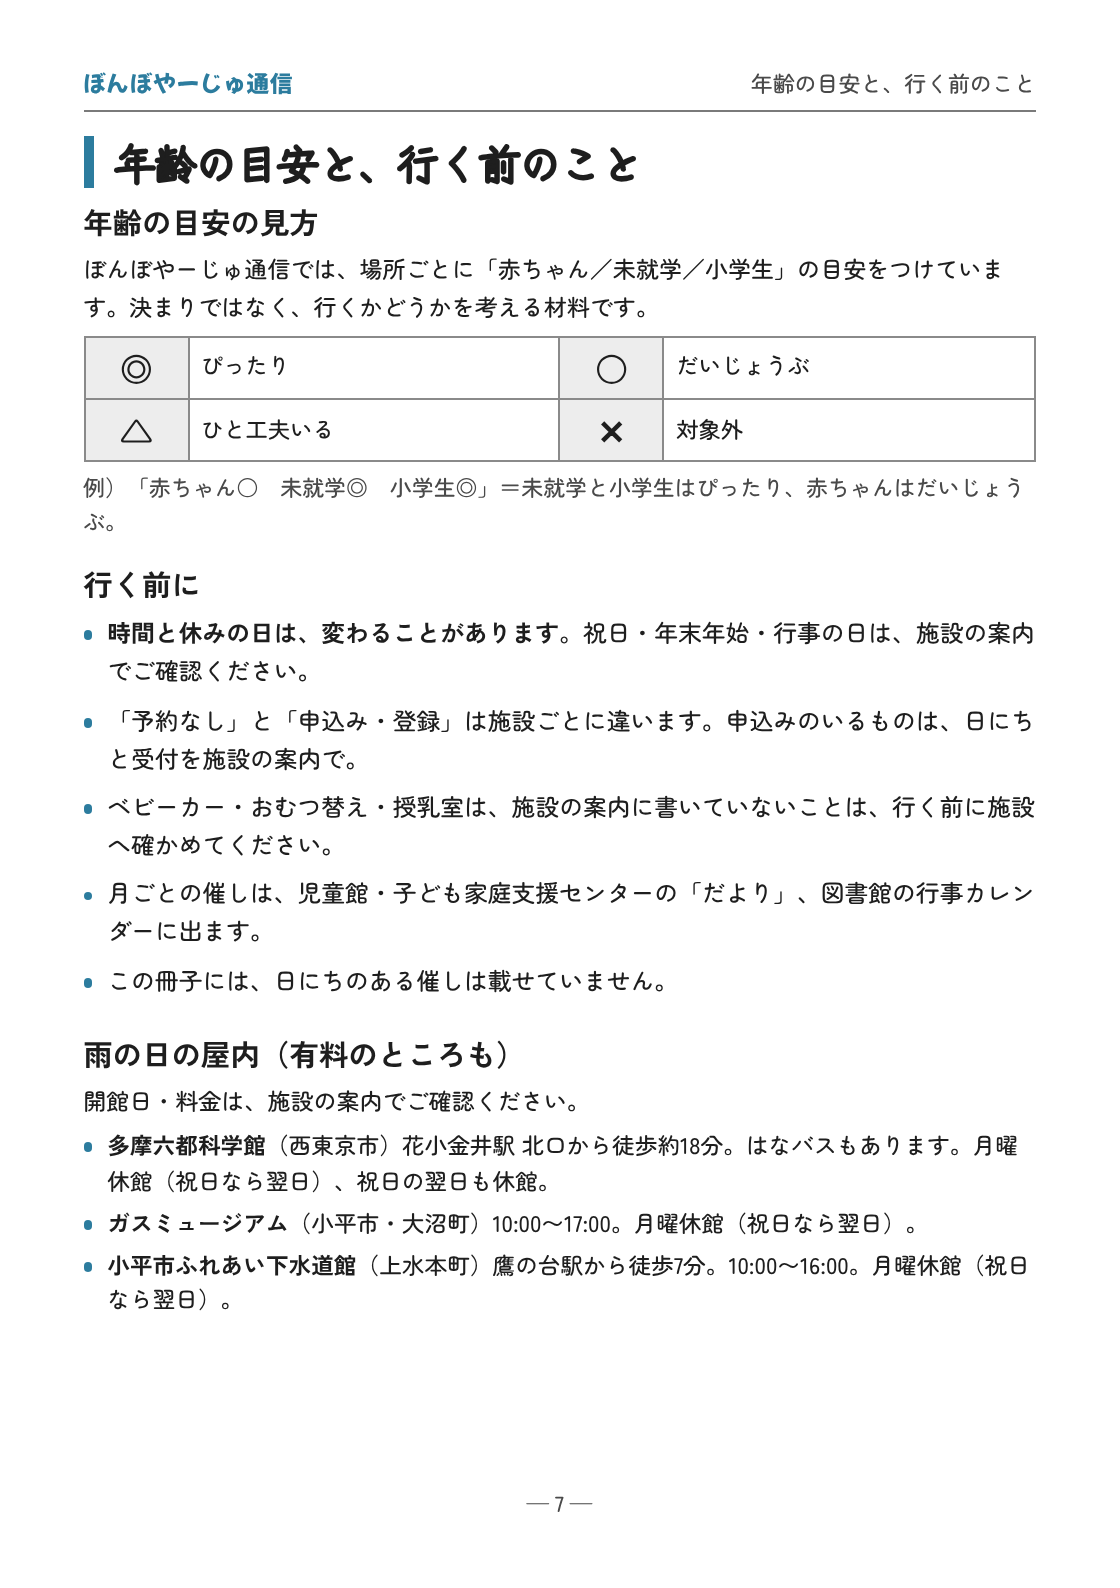 ぼんぼやーじゅ通信
年齢の目安と、行く前のこと
年齢の目安と、行く前のこと
年齢の目安の見方
ぼんぼやーじゅ通信では、場所ごとに「赤ちゃん／未就学／小学生」の目安をつけていま
す。決まりではなく、行くかどうかを考える材料です。
◎ ぴったり ○ だいじょうぶ
△ ひと工夫いる × 対象外
例）「赤ちゃん○　未就学◎　小学生◎」＝未就学と小学生はぴったり、赤ちゃんはだいじょう
ぶ。
行く前に
• 時間と休みの日は、変わることがあります。祝日・年末年始・行事の日は、施設の案内
でご確認ください。
• 「予約なし」と「申込み・登録」は施設ごとに違います。申込みのいるものは、日にち
と受付を施設の案内で。
• ベビーカー・おむつ替え・授乳室は、施設の案内に書いていないことは、行く前に施設
へ確かめてください。
• 月ごとの催しは、児童館・子ども家庭支援センターの「だより」、図書館の行事カレン
ダーに出ます。
• この冊子には、日にちのある催しは載せていません。
雨の日の屋内（有料のところも）
開館日・料金は、施設の案内でご確認ください。
• 多摩六都科学館（西東京市）花小金井駅 北口から徒歩約18分。はなバスもあります。月曜
休館（祝日なら翌日）、祝日の翌日も休館。
• ガスミュージアム（小平市・大沼町）10:00〜17:00。月曜休館（祝日なら翌日）。
• 小平市ふれあい下水道館（上水本町）鷹の台駅から徒歩7分。10:00〜16:00。月曜休館（祝日
なら翌日）。
— 7 —